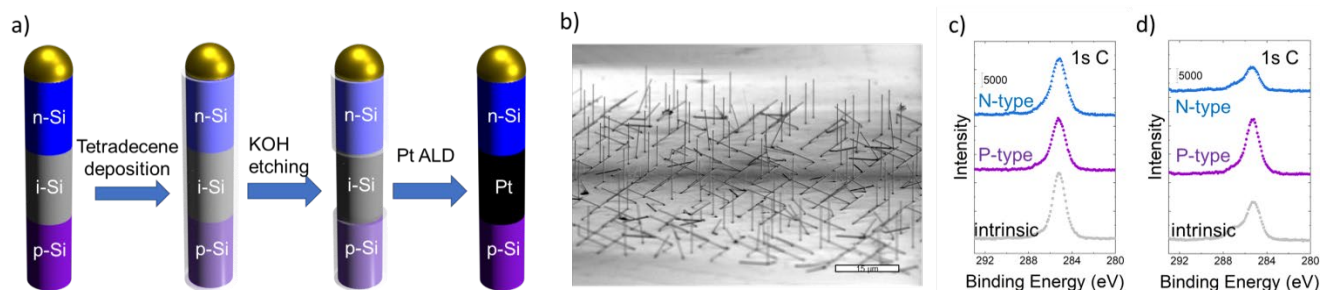 a)
n-Si
i-Si
p-Si
Tetradecene
deposition
n-Si
i-Si
p-Si
KOH
etching
n-Si
i-Si
p-Si
Pt ALD
n-Si
Pt
p-Si
b)
15 µm
c)
1s C
5000
N-type
P-type
intrinsic
Intensity
292 288 284 280
Binding Energy (eV)
d)
1s C
5000
N-type
P-type
intrinsic
Intensity
292 288 284 280
Binding Energy (eV)